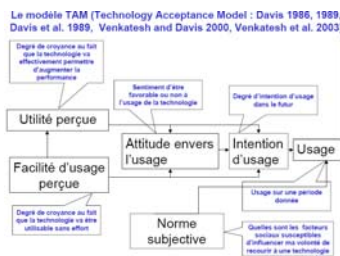 Le modèle TAM (Technology Acceptance Model : Davis 1986, 1989,
Davis et al. 1989, Venkatesh and Davis 2000, Venkatesh et al. 2003)
Degré de croyance au fait
que la technologie va
effectivement permettre
d'augmenter la
performance
Sentiment d'être
favorable ou non à
l'usage de la technologie
Degré d'intention d'usage
dans le futur
Utilité perçue
Attitude envers
l'usage
Intention
d'usage
Usage
Facilité d'usage
perçue
Usage sur une période
donnée
Degré de croyance au fait
que la technologie va être
utilisable sans effort
Norme
subjective
Quelles sont les facteurs
sociaux susceptibles
d'influencer ma volonté de
recourir à une technologie